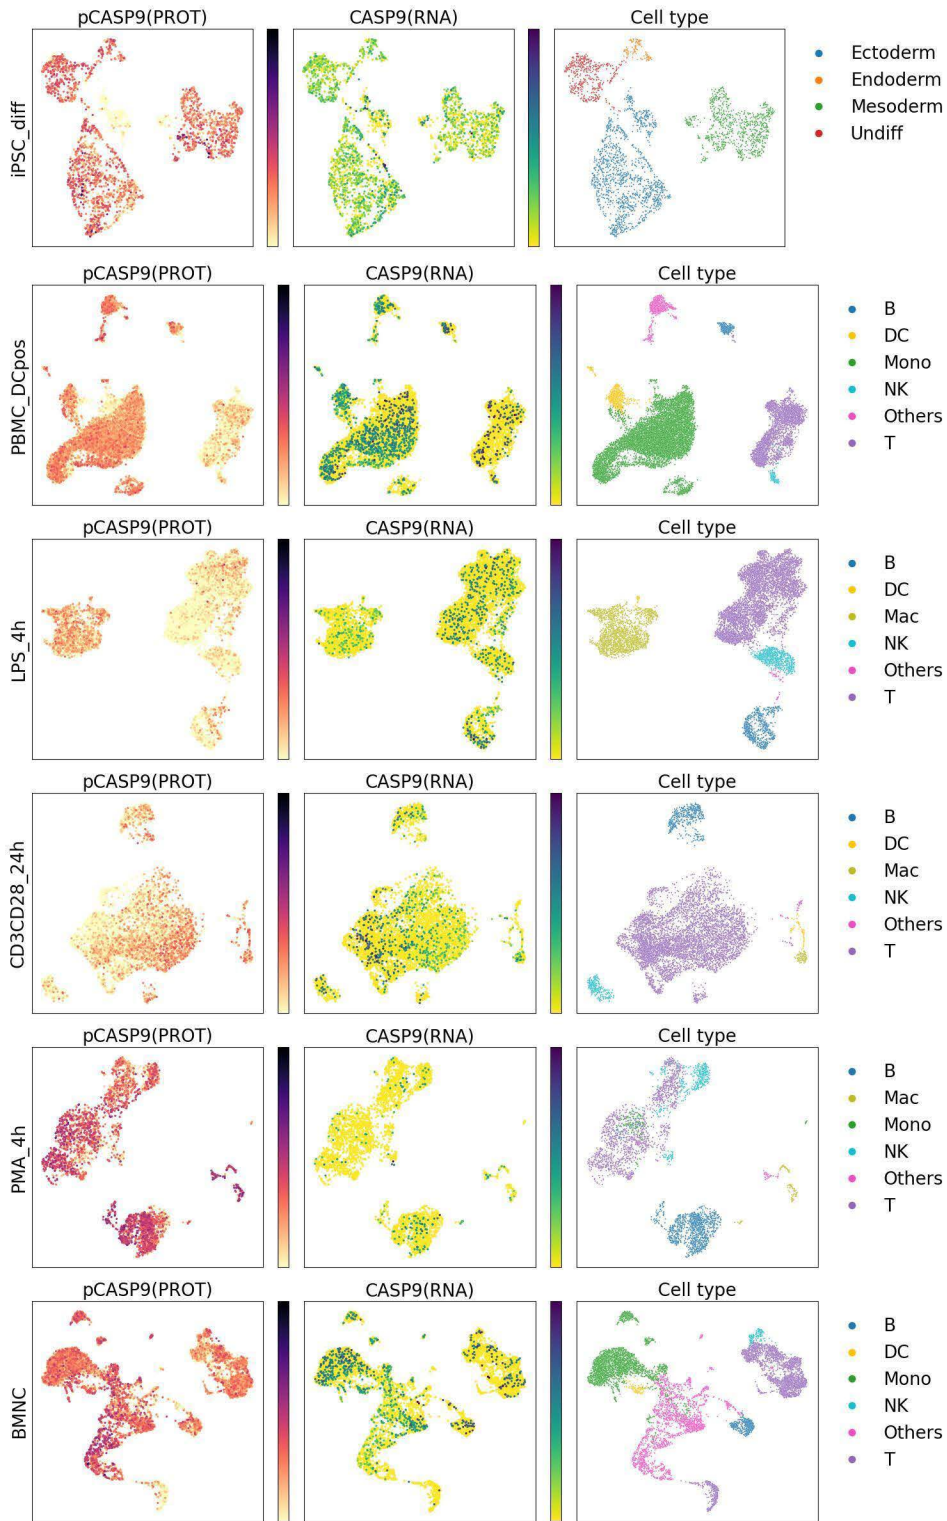 pCASP9(PROT) CASP9(RNA) Cell type
iPSC_diff
Ectoderm
Endoderm
Mesoderm
Undiff
pCASP9(PROT) CASP9(RNA) Cell type
PBMC_DCpos
B
DC
Mono
NK
Others
T
pCASP9(PROT) CASP9(RNA) Cell type
LPS_4h
B
DC
Mac
NK
Others
T
pCASP9(PROT) CASP9(RNA) Cell type
CD3CD28_24h
B
DC
Mac
NK
Others
T
pCASP9(PROT) CASP9(RNA) Cell type
PMA_4h
B
Mac
Mono
NK
Others
T
pCASP9(PROT) CASP9(RNA) Cell type
BMNC
B
DC
Mono
NK
Others
T